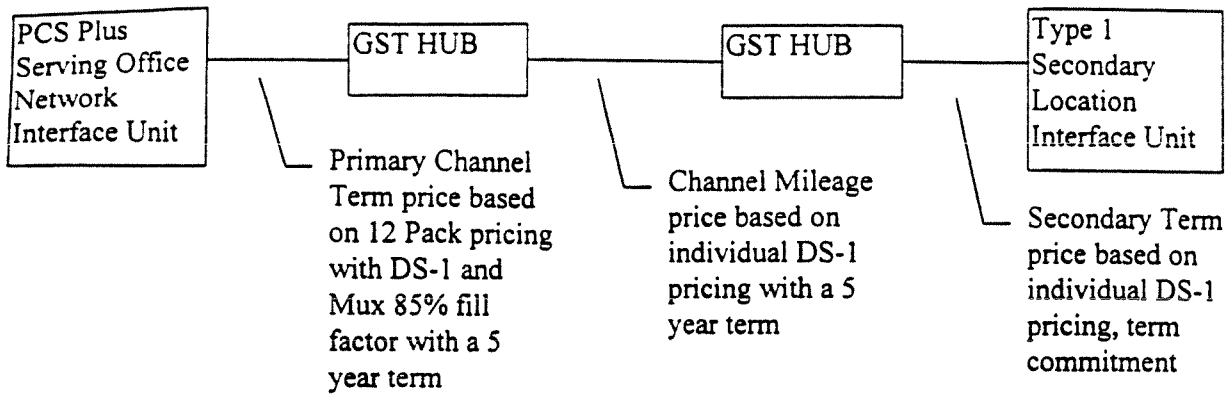 PCS Plus
Serving Office
Network
Interface Unit
GST HUB
GST HUB
Type 1
Secondary
Location
Interface Unit
Primary Channel
Term price based
on 12 Pack pricing
with DS-1 and
Mux 85% fill
factor with a 5
year term
Channel Mileage
price based on
individual DS-1
pricing with a 5
year term
Secondary Term
price based on
individual DS-1
pricing, term
commitment